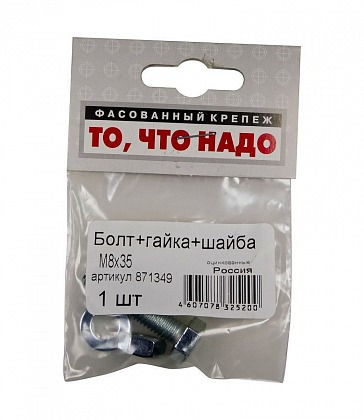 ФАСОВАННЫЙ КРЕПЕЖ
ТО, ЧТО НАДО
Болт+гайка+шайба
М8х35
оцинкованные
артикул 871349
Россия
1 шт
4 607078 325200